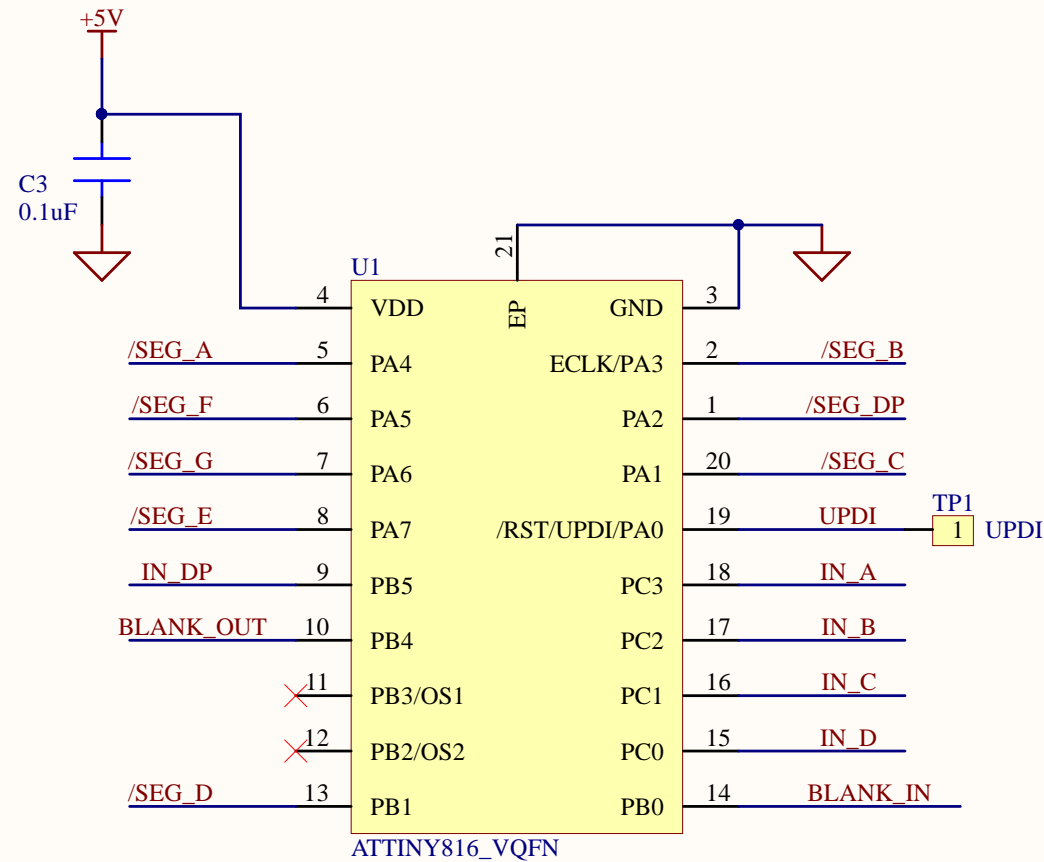 +5V
C3
0.1uF
21
U1
EP
4 VDD GND 3
/SEG_A 5 PA4 ECLK/PA3 2 /SEG_B
/SEG_F 6 PA5 PA2 1 /SEG_DP
/SEG_G 7 PA6 PA1 20 /SEG_C
/SEG_E 8 PA7 /RST/UPDI/PA0 19 UPDI TP1 1 UPDI
IN_DP 9 PB5 PC3 18 IN_A
BLANK_OUT 10 PB4 PC2 17 IN_B
11 PB3/OS1 PC1 16 IN_C
12 PB2/OS2 PC0 15 IN_D
/SEG_D 13 PB1 PB0 14 BLANK_IN
ATTINY816_VQFN